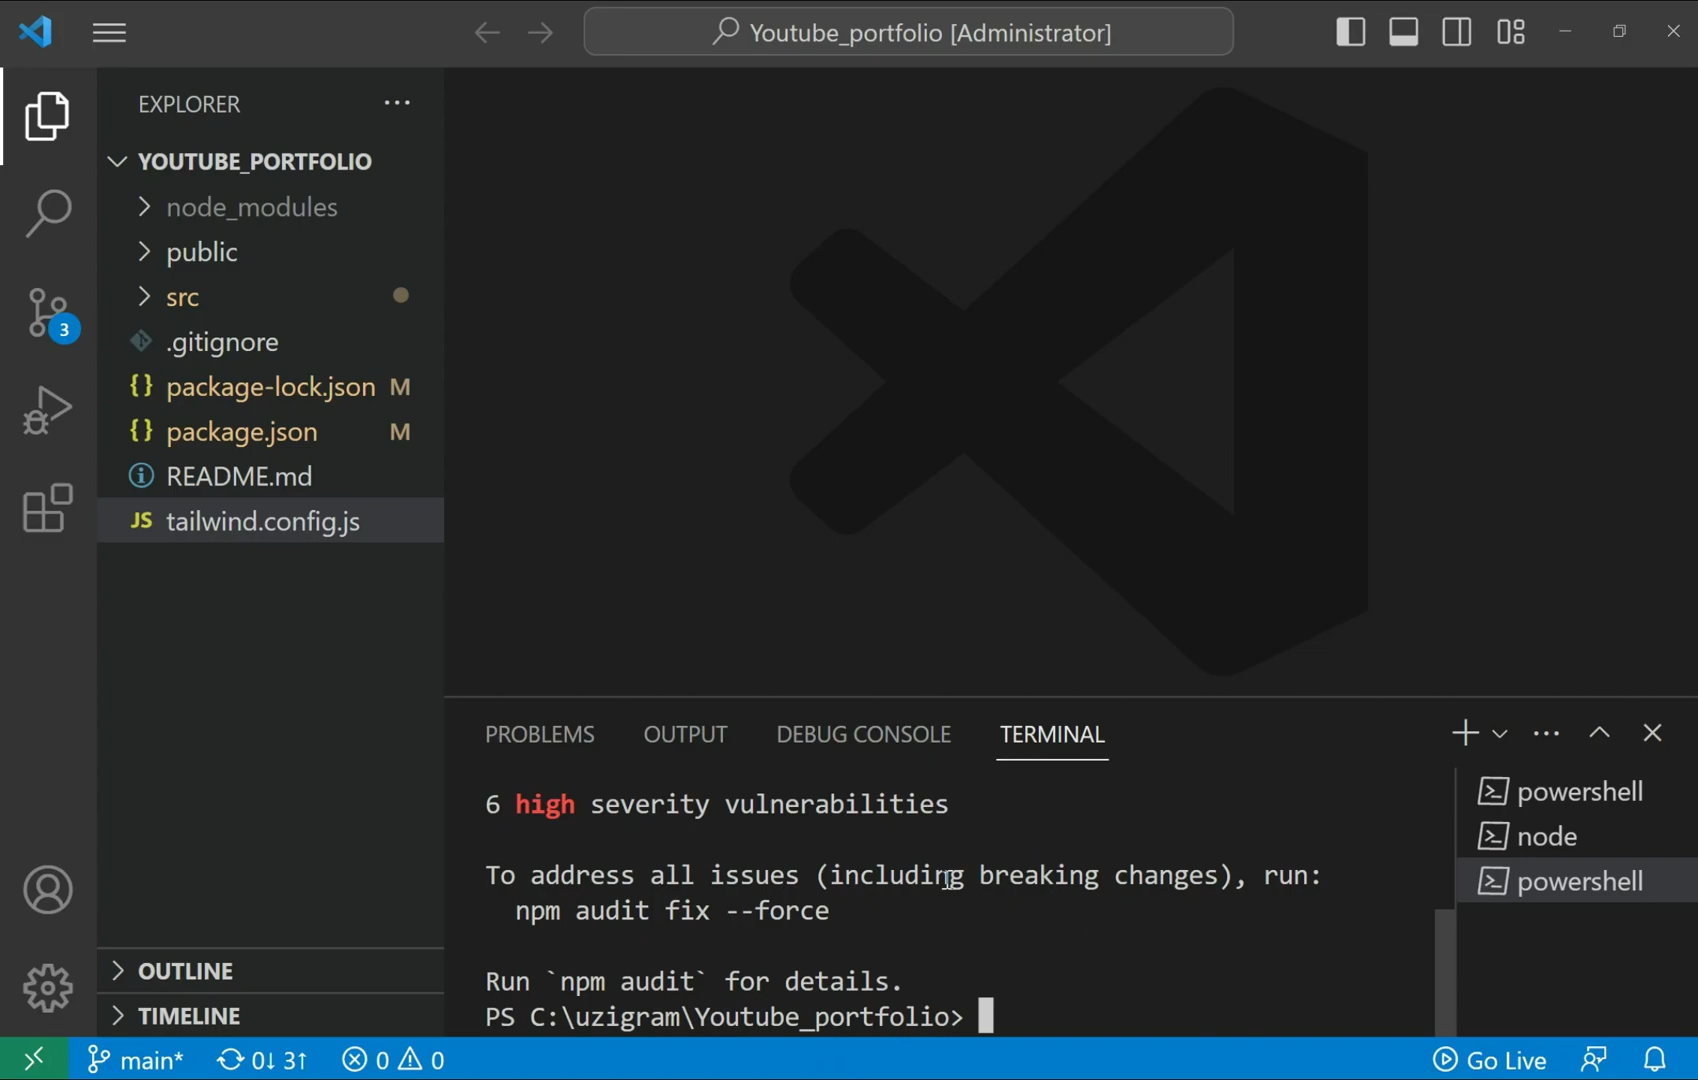 Youtube_portfolio [Administrator]
EXPLORER
YOUTUBE_PORTFOLIO
node_modules
public
src
.gitignore
{} package-lock.json M
{} package.json M
README.md
JS tailwind.config.js
OUTLINE
TIMELINE
3
PROBLEMS OUTPUT DEBUG CONSOLE TERMINAL
6 high severity vulnerabilities
To address all issues (including breaking changes), run:
npm audit fix --force
Run `npm audit` for details.
PS C:\uzigram\Youtube_portfolio>
powershell
node
powershell
main* 0↓ 3↑ 0 0 Go Live